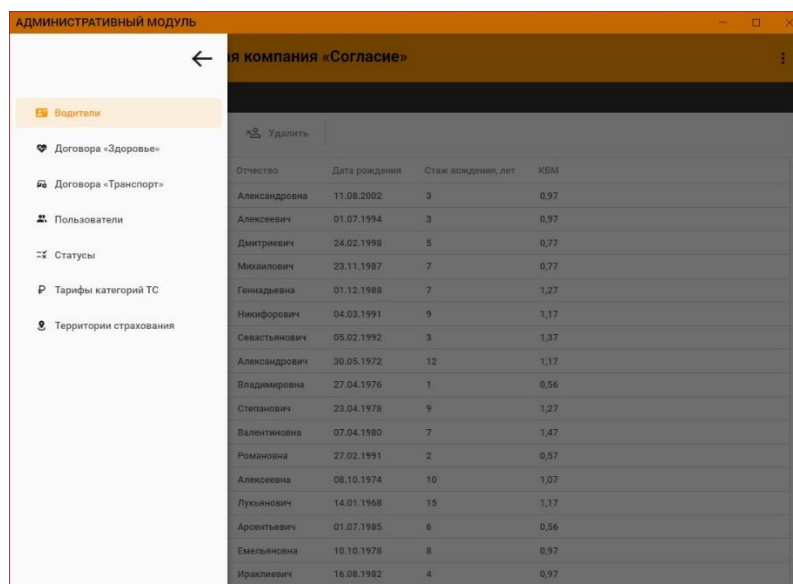 АДМИНИСТРАТИВНЫЙ МОДУЛЬ
ая компания «Согласие»
Водители
Договора «Здоровье»
Договора «Транспорт»
Пользователи
Статусы
Тарифы категорий ТС
Территории страхования
Удалить
Отчество Дата рождения Стаж вождения, лет КБМ
Александровна 11.08.2002 3 0,97
Алексеевич 01.07.1994 3 0,97
Дмитриевич 24.02.1998 5 0,77
Михаилович 23.11.1987 7 0,77
Геннадьевна 01.12.1988 7 1,27
Никифорович 04.03.1991 9 1,17
Севастьянович 05.02.1992 3 1,37
Александрович 30.05.1972 12 1,17
Владимировна 27.04.1976 1 0,56
Степанович 23.04.1978 9 1,27
Валентиновна 07.04.1980 7 1,47
Романовна 27.02.1991 2 0,57
Алексеевна 08.10.1974 10 1,07
Лукьянович 14.01.1968 15 1,17
Арсентьевич 01.07.1985 6 0,56
Емельяновна 10.10.1978 8 0,97
Ираклиевич 16.08.1982 4 0,97